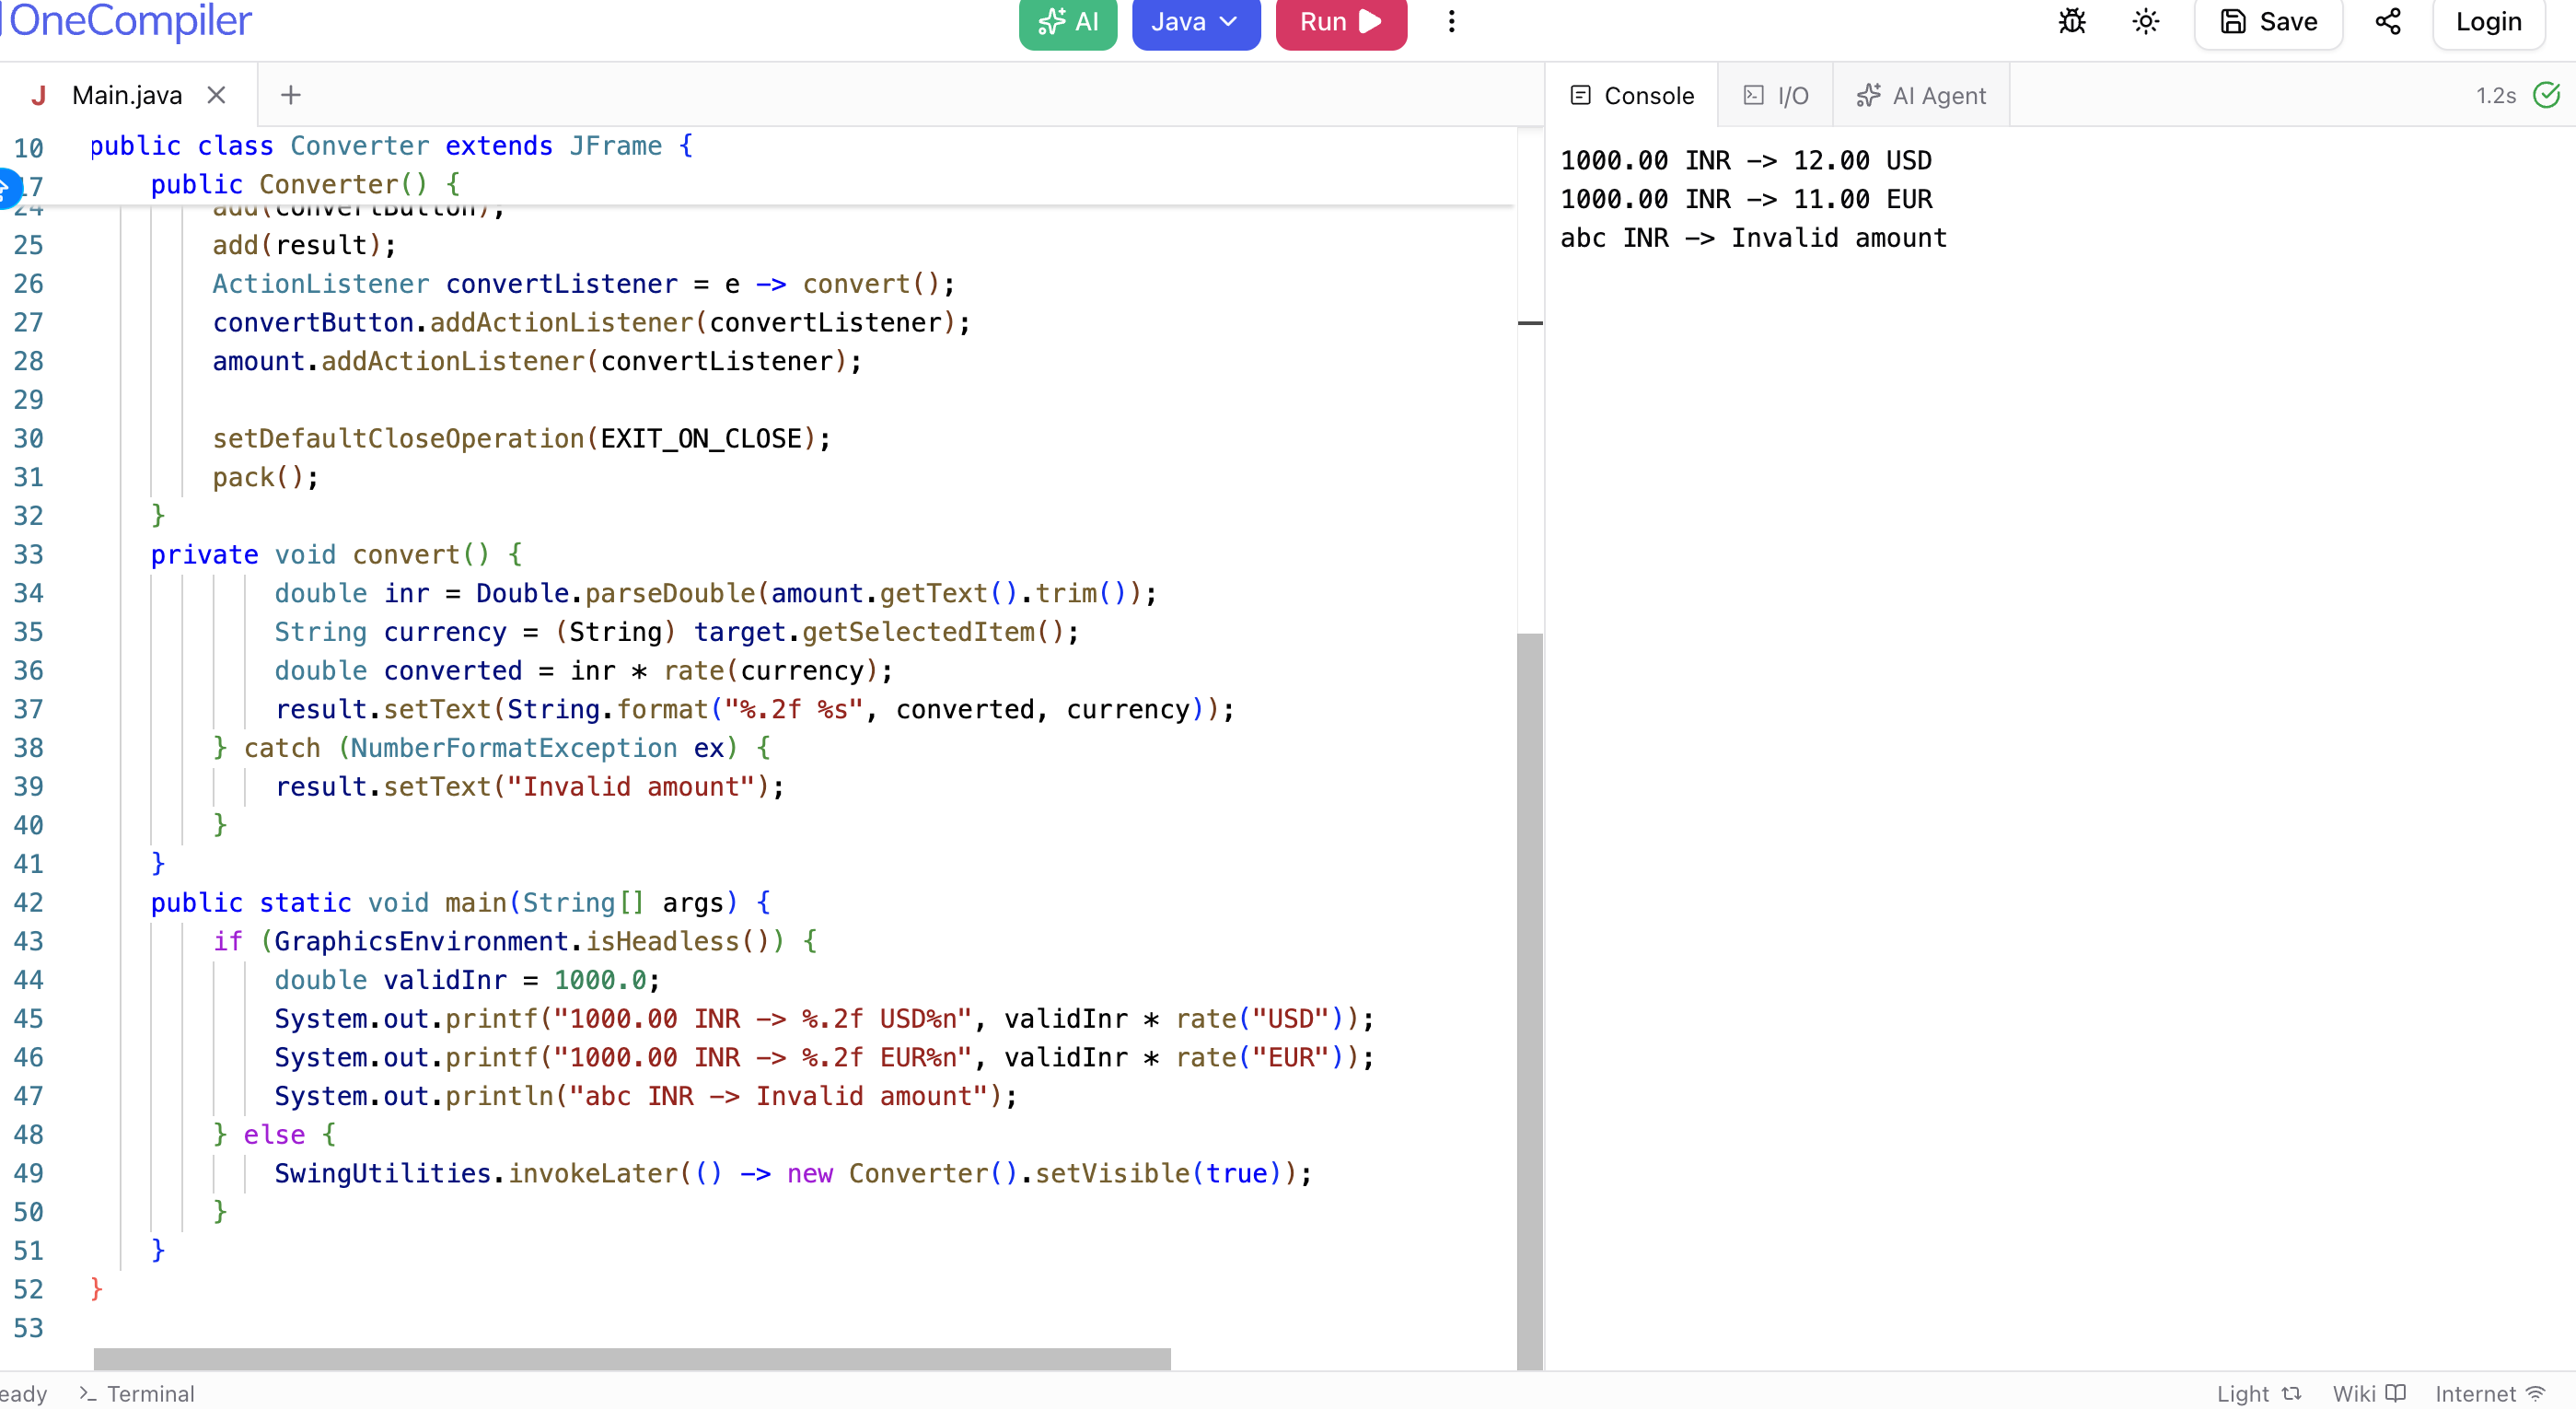 OneCompiler
AI
Java
Run
Save
Login
J Main.java
Console
I/O
AI Agent
1.2s
10 public class Converter extends JFrame {
17     public Converter() {
24         add(convertButton);
25         add(result);
26         ActionListener convertListener = e -> convert();
27         convertButton.addActionListener(convertListener);
28         amount.addActionListener(convertListener);
29
30         setDefaultCloseOperation(EXIT_ON_CLOSE);
31         pack();
32     }
33     private void convert() {
34             double inr = Double.parseDouble(amount.getText().trim());
35             String currency = (String) target.getSelectedItem();
36             double converted = inr * rate(currency);
37             result.setText(String.format("%.2f %s", converted, currency));
38         } catch (NumberFormatException ex) {
39             result.setText("Invalid amount");
40         }
41     }
42     public static void main(String[] args) {
43         if (GraphicsEnvironment.isHeadless()) {
44             double validInr = 1000.0;
45             System.out.printf("1000.00 INR -> %.2f USD%n", validInr * rate("USD"));
46             System.out.printf("1000.00 INR -> %.2f EUR%n", validInr * rate("EUR"));
47             System.out.println("abc INR -> Invalid amount");
48         } else {
49             SwingUtilities.invokeLater(() -> new Converter().setVisible(true));
50         }
51     }
52 }
53
1000.00 INR -> 12.00 USD
1000.00 INR -> 11.00 EUR
abc INR -> Invalid amount
eady
Terminal
Light
Wiki
Internet